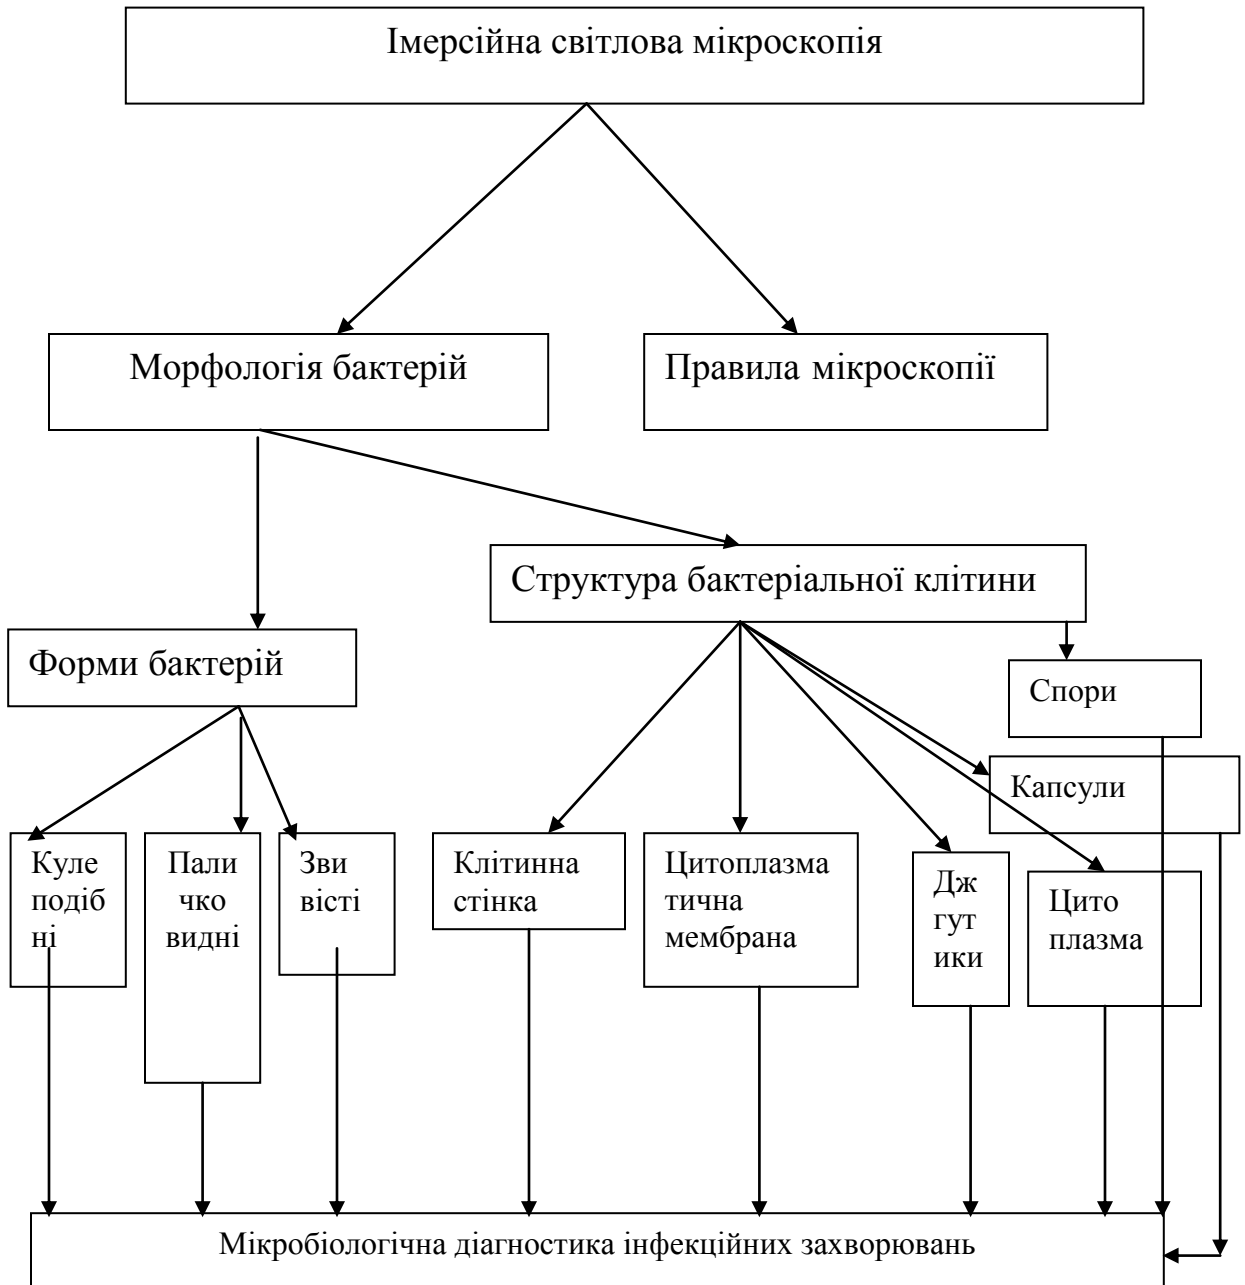 Імерсійна світлова мікроскопія
Морфологія бактерій
Правила мікроскопії
Структура бактеріальної клітини
Форми бактерій
Спори
Капсули
Куле
подіб
ні
Пали
чко
видні
Зви
вісті
Клітинна
стінка
Цитоплазма
тична
мембрана
Дж
гут
ики
Цито
плазма
Мікробіологічна діагностика інфекційних захворювань